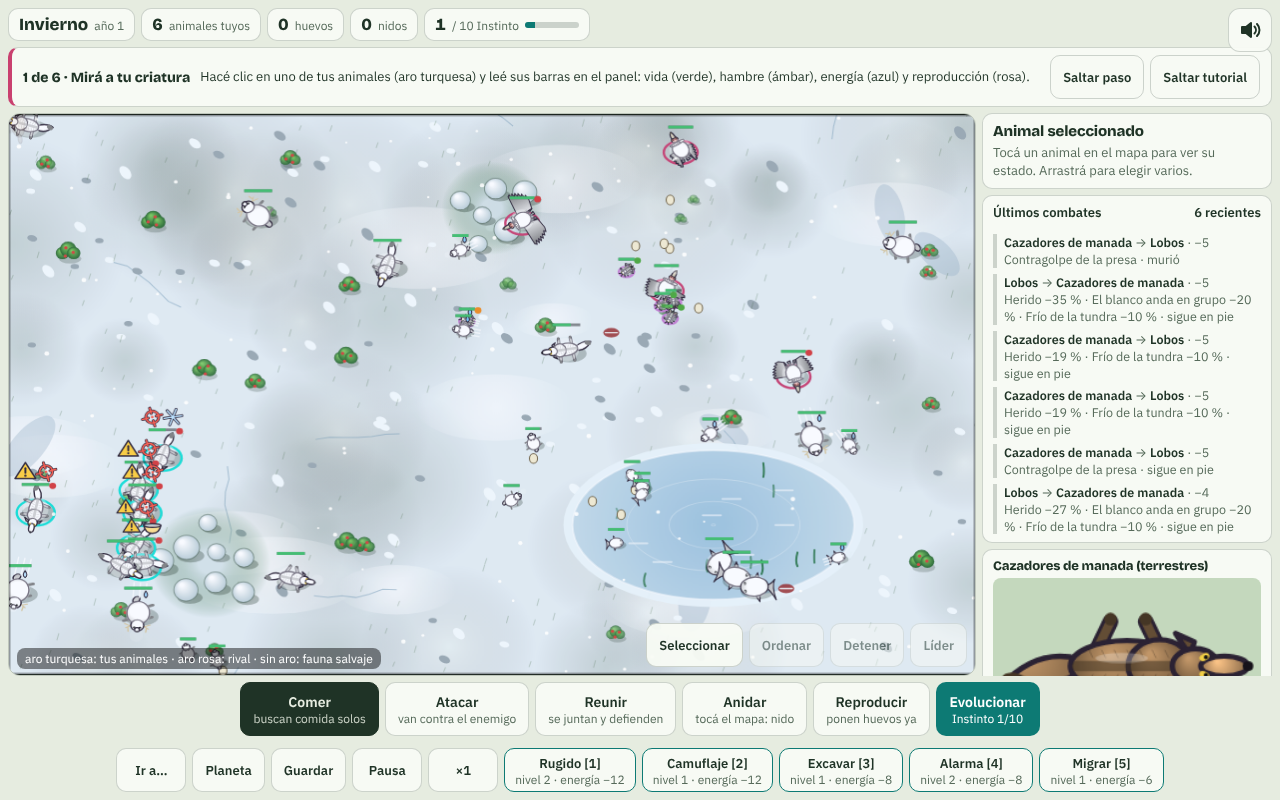 Invierno año 1
6 animales tuyos
0 huevos
0 nidos
1 / 10 Instinto
1 de 6 · Mirá a tu criatura
Hacé clic en uno de tus animales (aro turquesa) y leé sus barras en el panel: vida (verde), hambre (ámbar), energía (azul) y reproducción (rosa).
Saltar paso
Saltar tutorial
Animal seleccionado
Tocá un animal en el mapa para ver su
estado. Arrastrá para elegir varios.
Últimos combates
6 recientes
Cazadores de manada → Lobos · −5
Contragolpe de la presa · murió
Lobos → Cazadores de manada · −5
Herido −35 % · El blanco anda en grupo −20
% · Frío de la tundra −10 % · sigue en pie
Cazadores de manada → Lobos · −5
Herido −19 % · Frío de la tundra −10 % ·
sigue en pie
Cazadores de manada → Lobos · −5
Herido −19 % · Frío de la tundra −10 % ·
sigue en pie
Cazadores de manada → Lobos · −5
Contragolpe de la presa · sigue en pie
Lobos → Cazadores de manada · −4
Herido −27 % · El blanco anda en grupo −20
% · Frío de la tundra −10 % · sigue en pie
Cazadores de manada (terrestres)
aro turquesa: tus animales · aro rosa: rival · sin aro: fauna salvaje
Seleccionar
Ordenar
Detener
Líder
Comer
buscan comida solos
Atacar
van contra el enemigo
Reunir
se juntan y defienden
Anidar
tocá el mapa: nido
Reproducir
ponen huevos ya
Evolucionar
Instinto 1/10
Ir a...
Planeta
Guardar
Pausa
×1
Rugido [1]
nivel 2 · energía −12
Camuflaje [2]
nivel 1 · energía −12
Excavar [3]
nivel 1 · energía −8
Alarma [4]
nivel 2 · energía −8
Migrar [5]
nivel 1 · energía −6